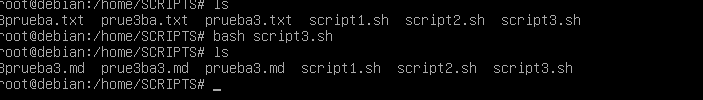 root@debian:/home/SCRIPTS# ls
3prueba.txt  prue3ba.txt  prueba3.txt  script1.sh  script2.sh  script3.sh
root@debian:/home/SCRIPTS# bash script3.sh
root@debian:/home/SCRIPTS# ls
3prueba3.md  prue3ba3.md  prueba3.md  script1.sh  script2.sh  script3.sh
root@debian:/home/SCRIPTS# _